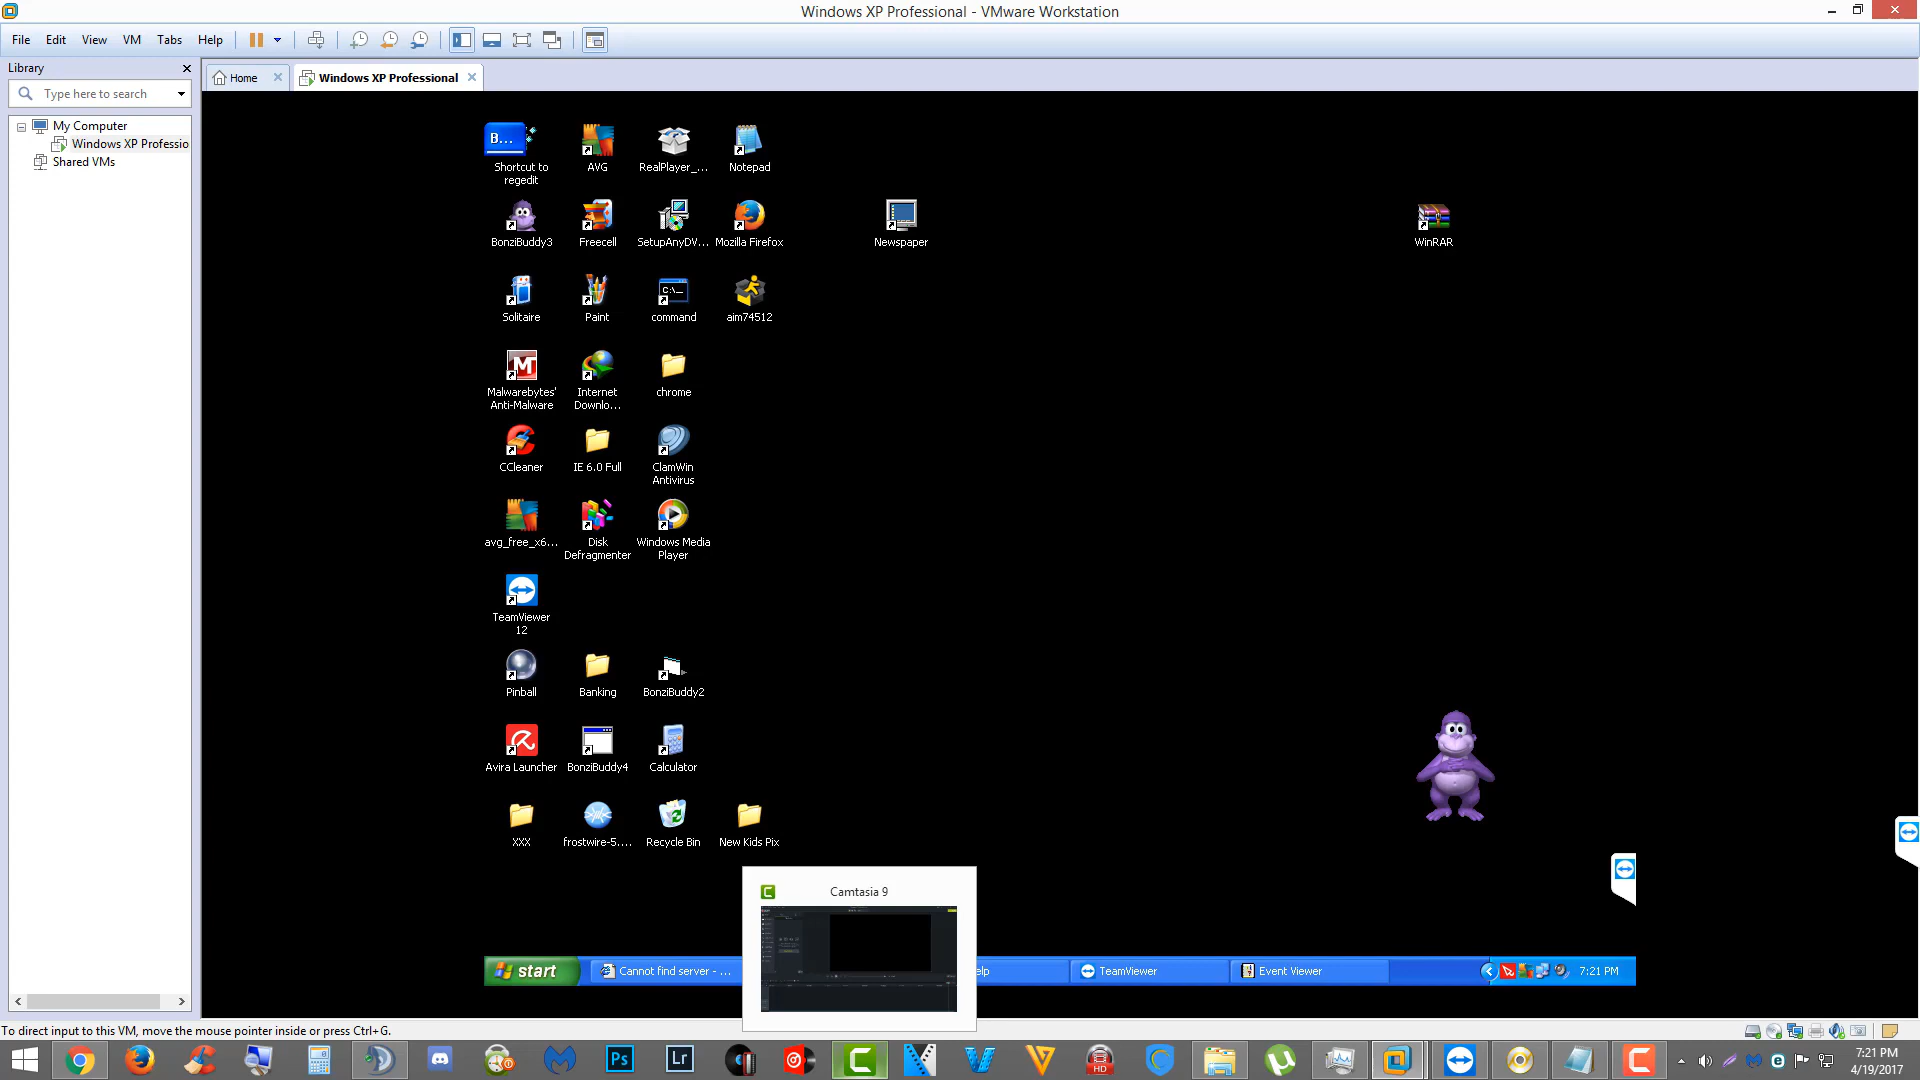 Windows XP Professional - VMware Workstation
File Edit View VM Tabs Help
Library
Home
Windows XP Professional
Type here to search
My Computer
Windows XP Professio
Shared VMs
B...
Shortcut to
regedit
AVG
RealPlayer_...
Notepad
BonziBuddy3
Freecell
SetupAnyDV...
Mozilla Firefox
Newspaper
WinRAR
Solitaire
Paint
C:\_
command
aim74512
Malwarebytes'
Anti-Malware
Internet
Downlo...
chrome
CCleaner
IE 6.0 Full
ClamWin
Antivirus
avg_free_x6...
Disk
Defragmenter
Windows Media
Player
TeamViewer
12
Pinball
Banking
BonziBuddy2
Avira Launcher
BonziBuddy4
Calculator
XXX
frostwire-5....
Recycle Bin
New Kids Pix
Camtasia 9
start
Cannot find server - ...
elp
TeamViewer
Event Viewer
7:21 PM
To direct input to this VM, move the mouse pointer inside or press Ctrl+G.
Ps
Lr
HD
7:21 PM
4/19/2017